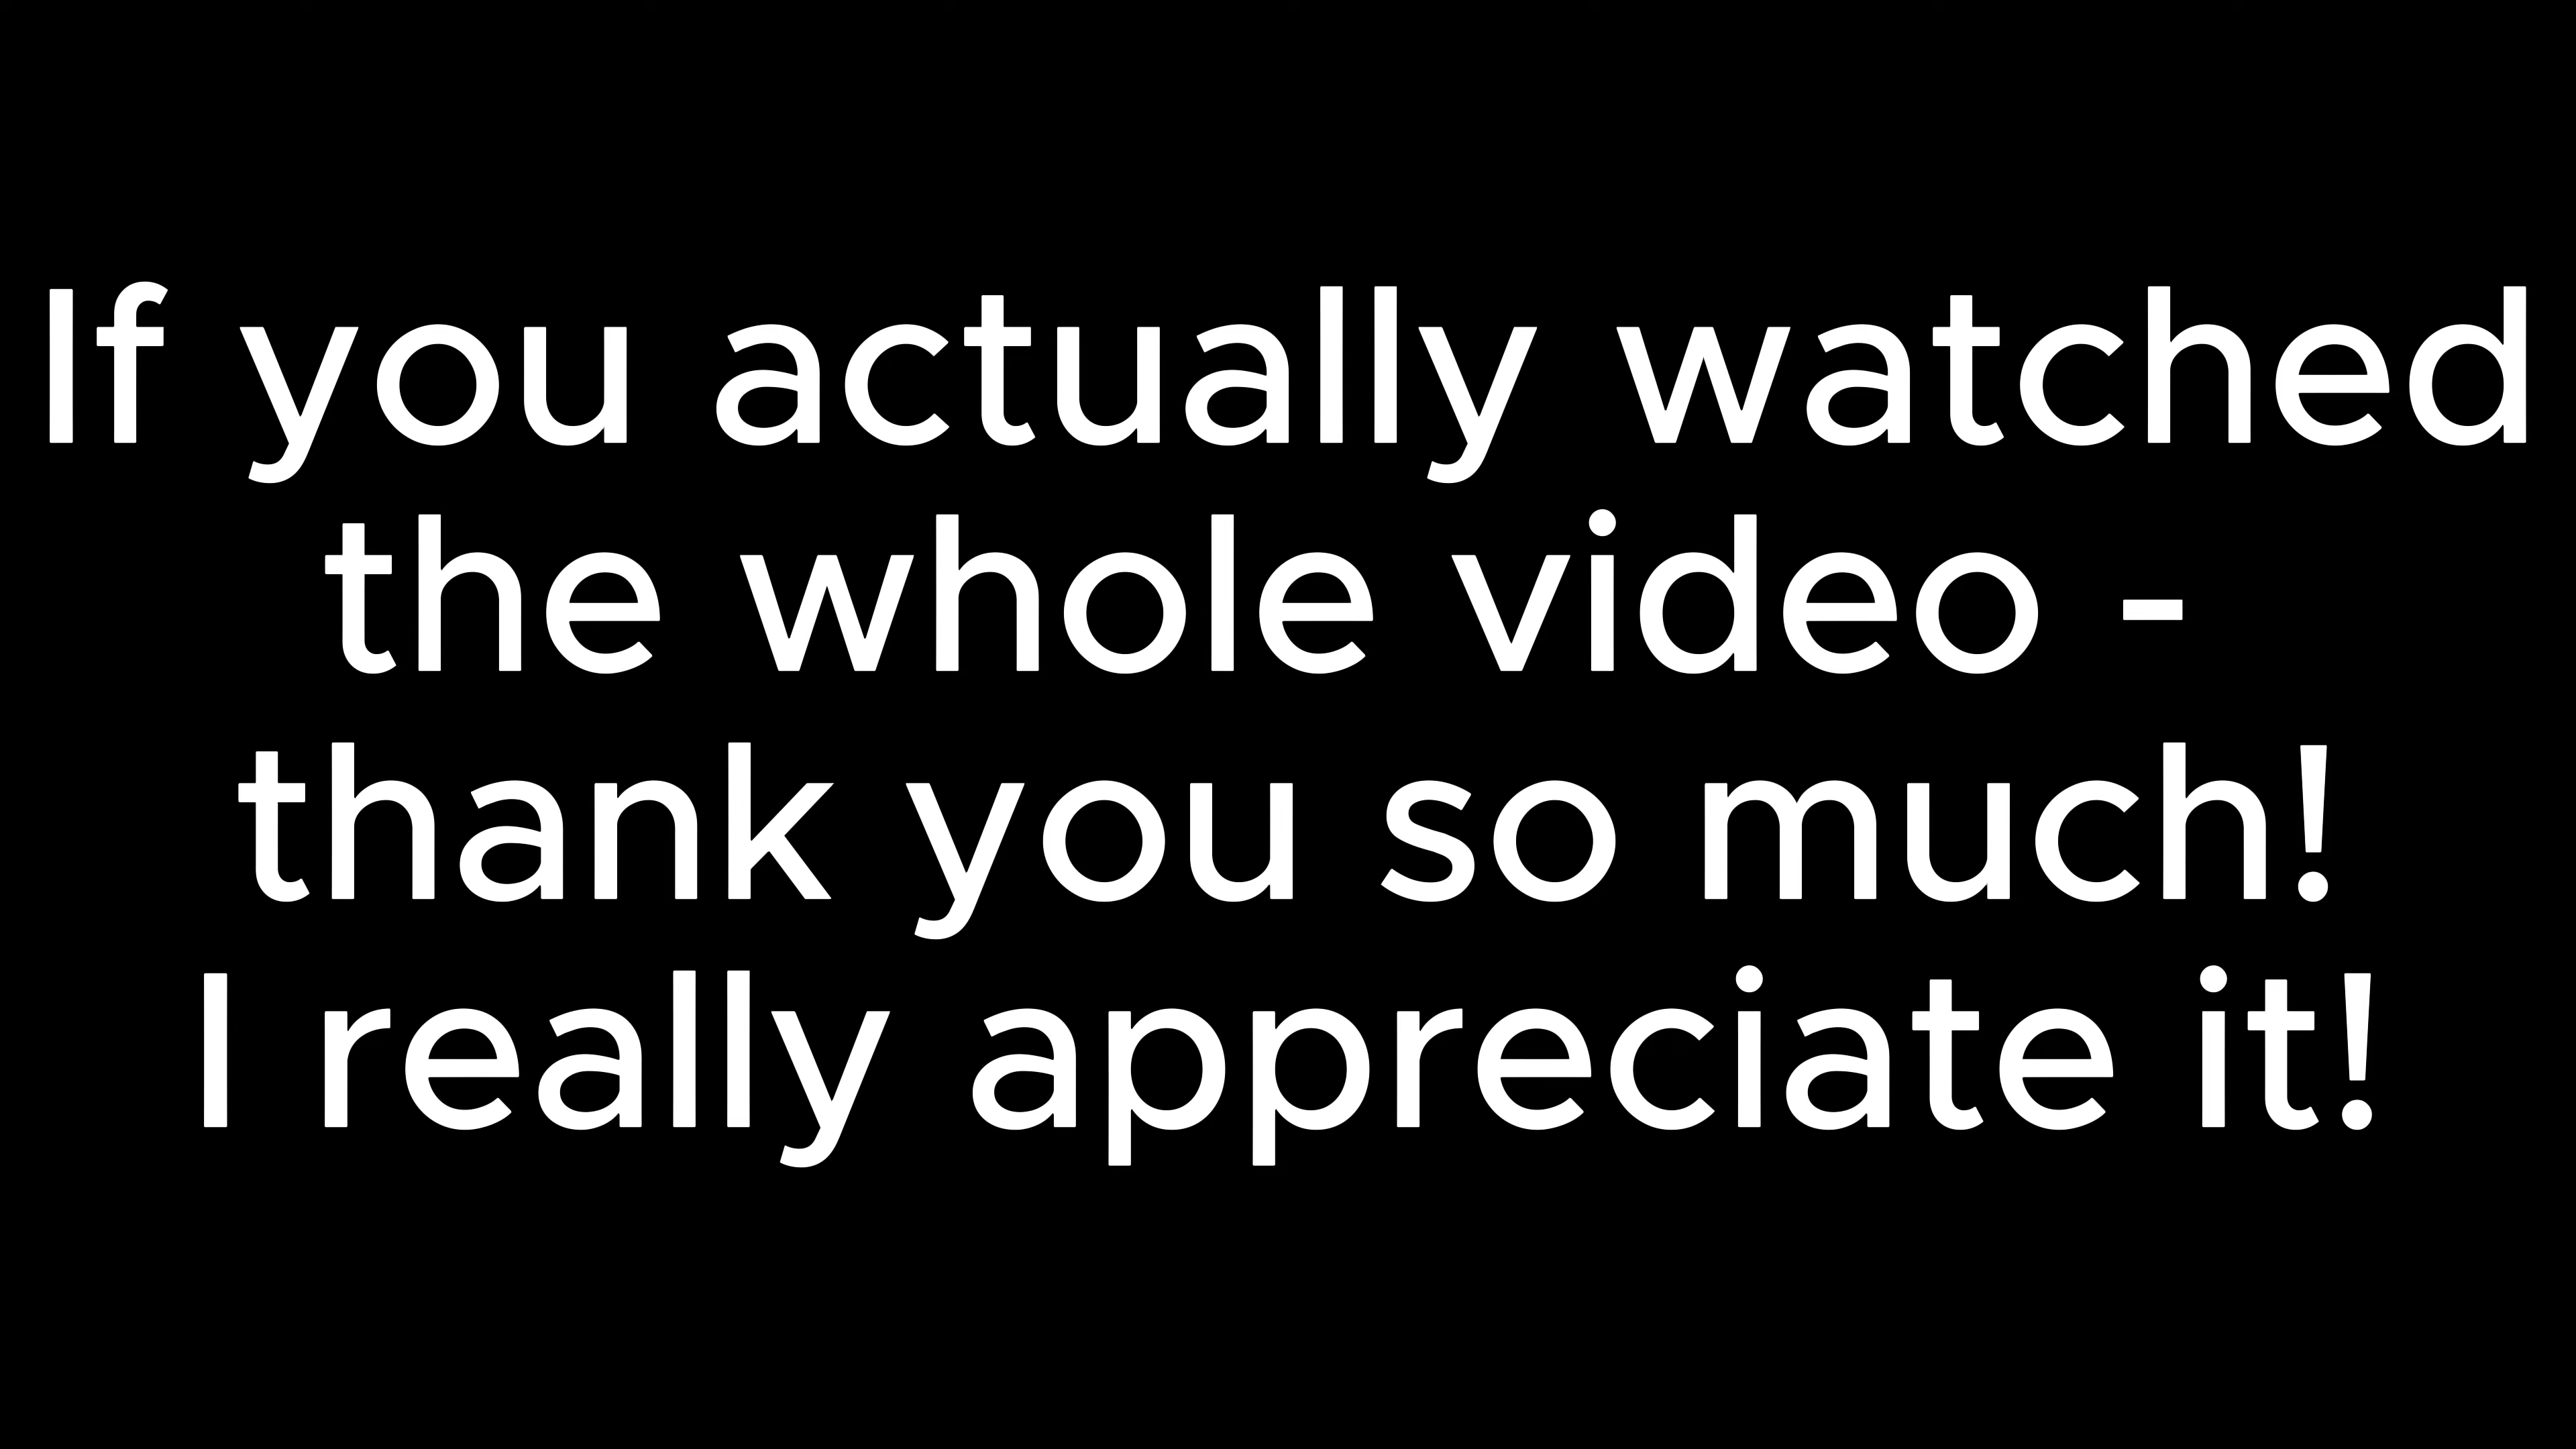 If you actually watched
the whole video -
thank you so much!
I really appreciate it!